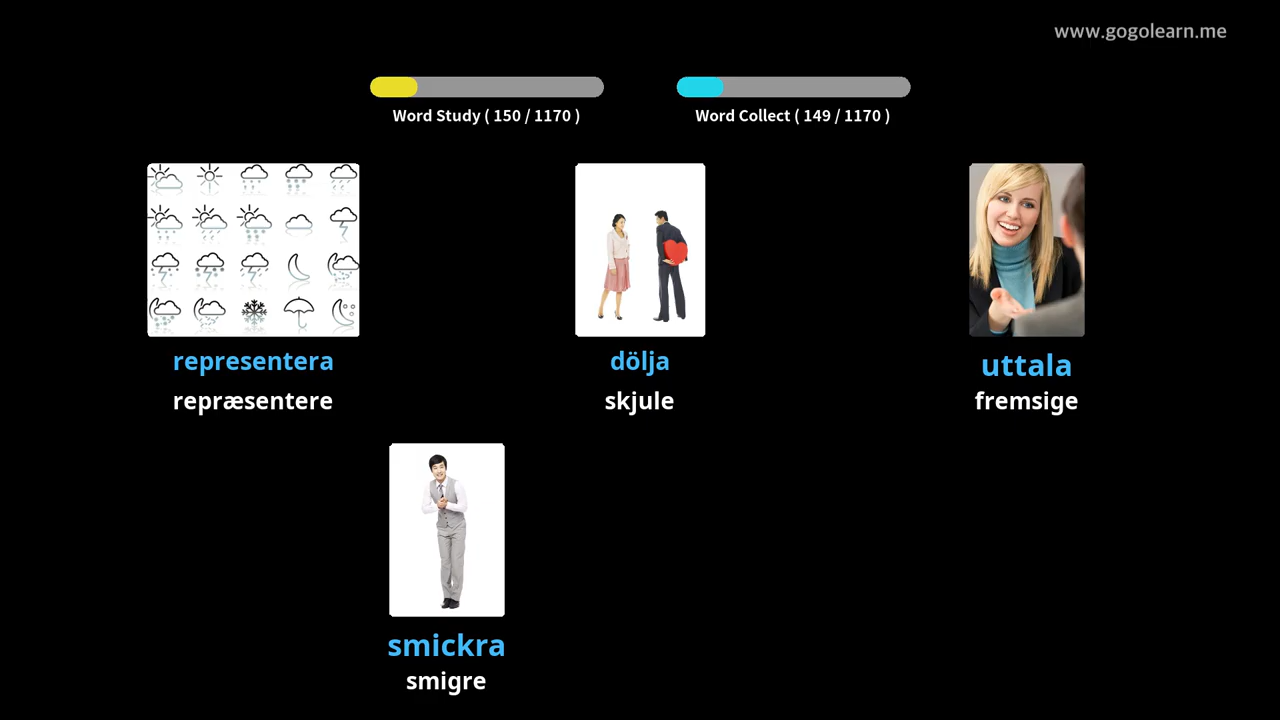 www.gogolearn.me
Word Study ( 150 / 1170 )
Word Collect ( 149 / 1170 )
representera
repræsentere
dölja
skjule
uttala
fremsige
smickra
smigre